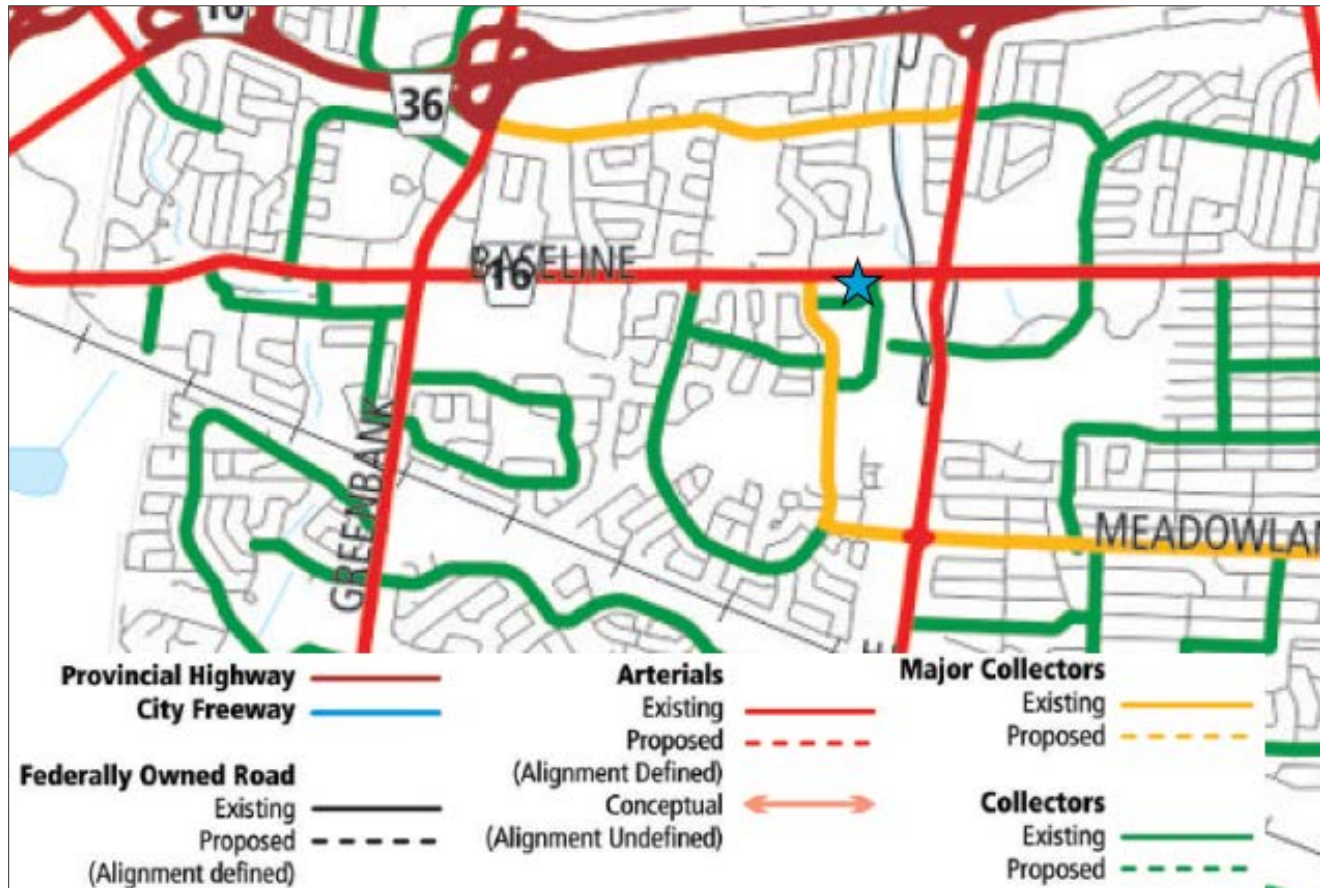 36
BASELINE
16
GREENBANK
MEADOWLAN
Provincial Highway
City Freeway
Federally Owned Road
Existing
Proposed
(Alignment defined)
Arterials
Existing
Proposed
(Alignment Defined)
Conceptual
(Alignment Undefined)
Major Collectors
Existing
Proposed
Collectors
Existing
Proposed